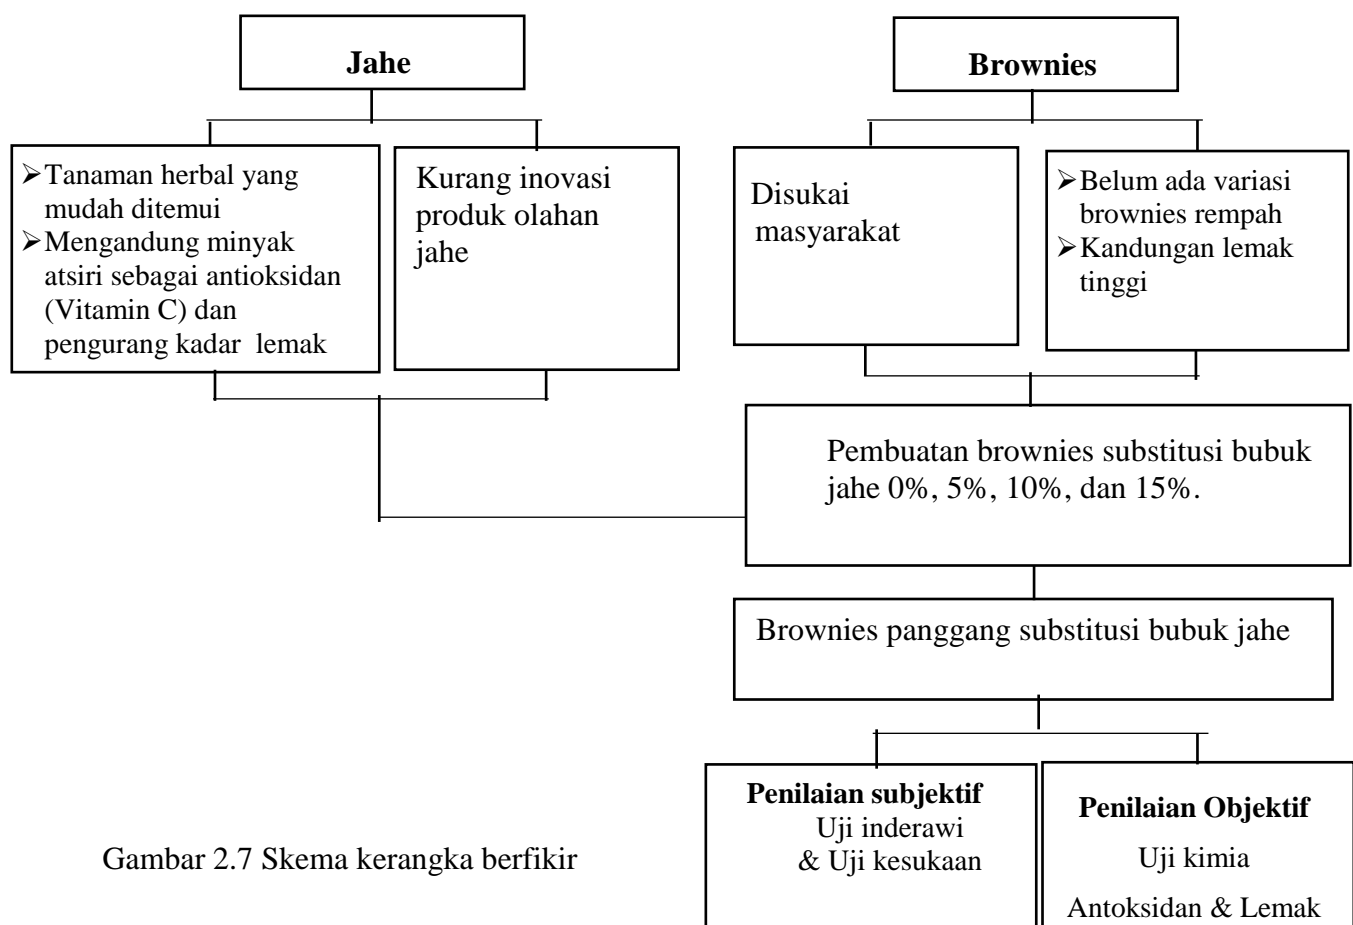 Jahe
Brownies
➢Tanaman herbal yang
mudah ditemui
➢Mengandung minyak
atsiri sebagai antioksidan
(Vitamin C) dan
pengurang kadar lemak
Kurang inovasi
produk olahan
jahe
Disukai
masyarakat
➢Belum ada variasi
brownies rempah
➢Kandungan lemak
tinggi
Pembuatan brownies substitusi bubuk
jahe 0%, 5%, 10%, dan 15%.
Brownies panggang substitusi bubuk jahe
Penilaian subjektif
Uji inderawi
& Uji kesukaan
Penilaian Objektif
Uji kimia
Antoksidan & Lemak
Gambar 2.7 Skema kerangka berfikir